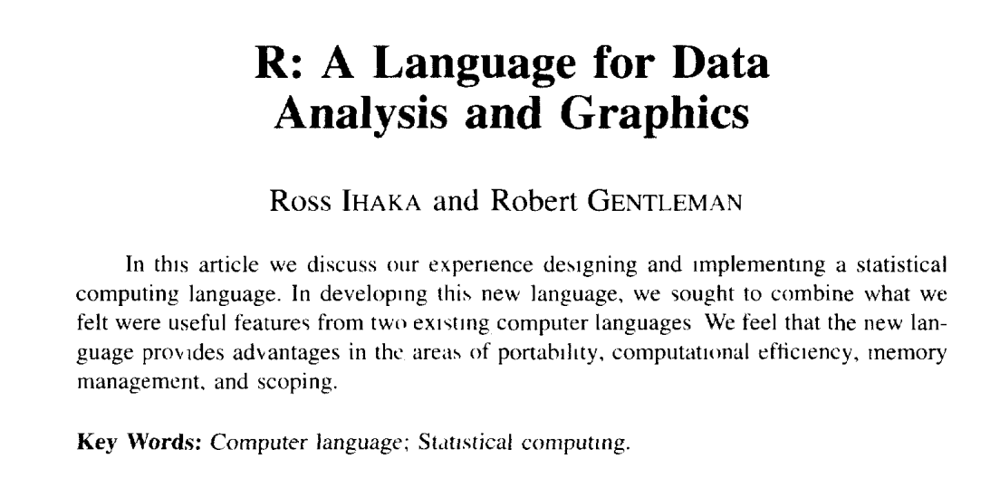 R: A Language for Data
Analysis and Graphics
Ross IHAKA and Robert GENTLEMAN
In this article we discuss our experience designing and implementing a statistical
computing language. In developing this new language, we sought to combine what we
felt were useful features from two existing computer languages We feel that the new lan-
guage provides advantages in the areas of portability, computational efficiency, memory
management, and scoping.
Key Words: Computer language; Statistical computing.